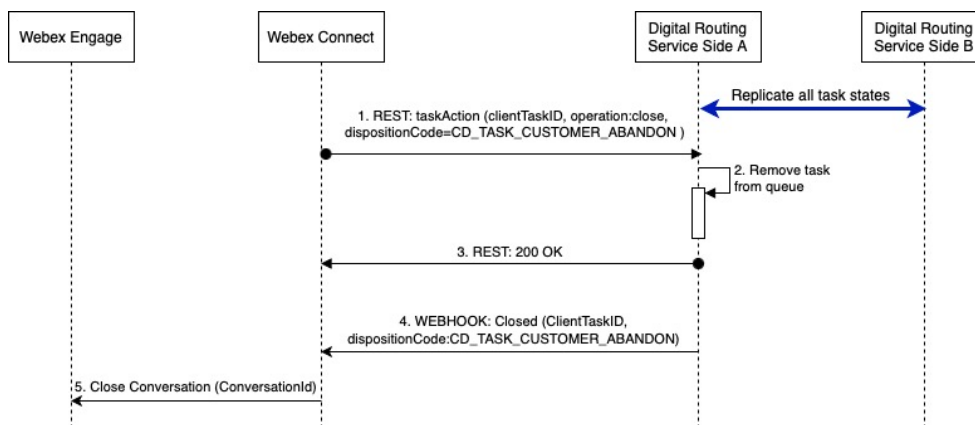 Webex Engage
Webex Connect
Digital Routing
Service Side A
Digital Routing
Service Side B
Replicate all task states
1. REST: taskAction (clientTaskID, operation:close,
dispositionCode=CD_TASK_CUSTOMER_ABANDON )
2. Remove task
from queue
3. REST: 200 OK
4. WEBHOOK: Closed (ClientTaskID,
dispositionCode:CD_TASK_CUSTOMER_ABANDON)
5. Close Conversation (ConversationId)